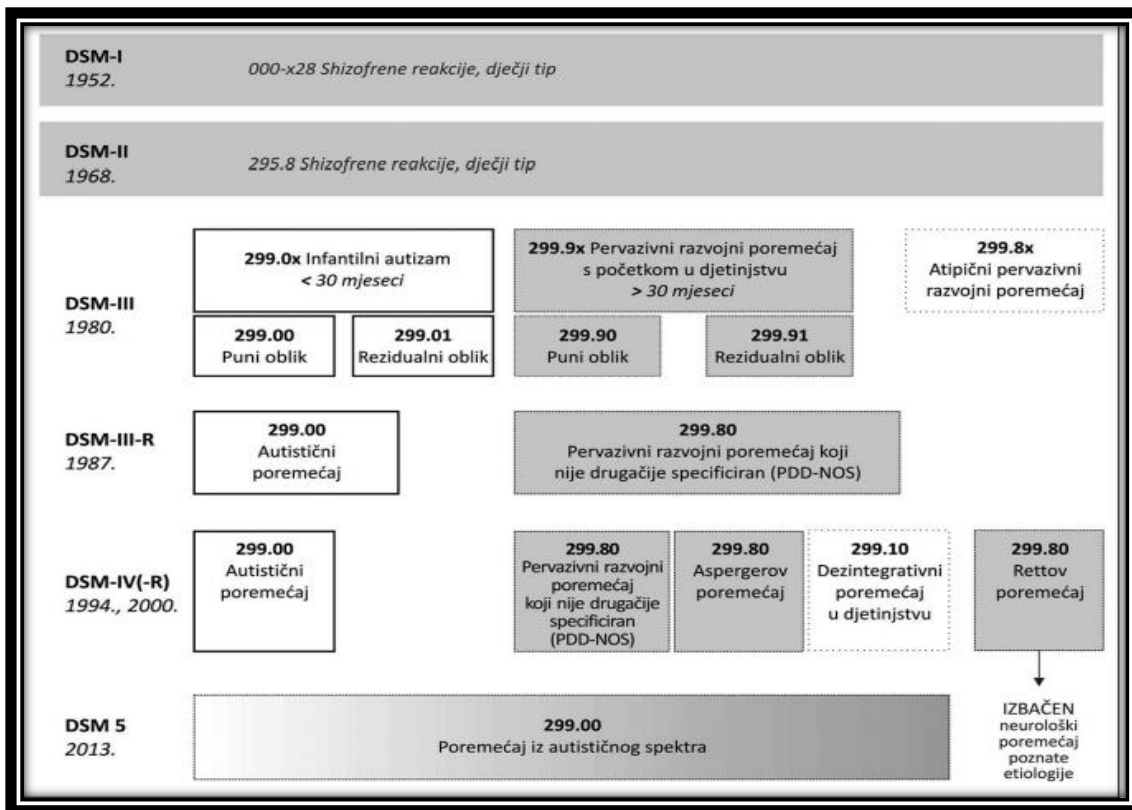 DSM-I
1952.
000-x28 Shizofrene reakcije, dječji tip
DSM-II
1968.
295.8 Shizofrene reakcije, dječji tip
DSM-III
1980.
299.0x Infantilni autizam
< 30 mjeseci
299.00
Puni oblik
299.01
Rezidualni oblik
299.9x Pervazivni razvojni poremećaj
s početkom u djetinjstvu
> 30 mjeseci
299.90
Puni oblik
299.91
Rezidualni oblik
299.8x
Atipični pervazivni
razvojni poremećaj
DSM-III-R
1987.
299.00
Autistični
poremećaj
299.80
Pervazivni razvojni poremećaj koji
nije drugačije specificiran (PDD-NOS)
DSM-IV(-R)
1994., 2000.
299.00
Autistični
poremećaj
299.80
Pervazivni razvojni
poremećaj
koji nije drugačije
specificiran
(PDD-NOS)
299.80
Aspergerov
poremećaj
299.10
Dezintegrativni
poremećaj
u djetinjstvu
299.80
Rettov
poremećaj
DSM 5
2013.
299.00
Poremećaj iz autističnog spektra
IZBAČEN
neurološki
poremećaj
poznate
etiologije